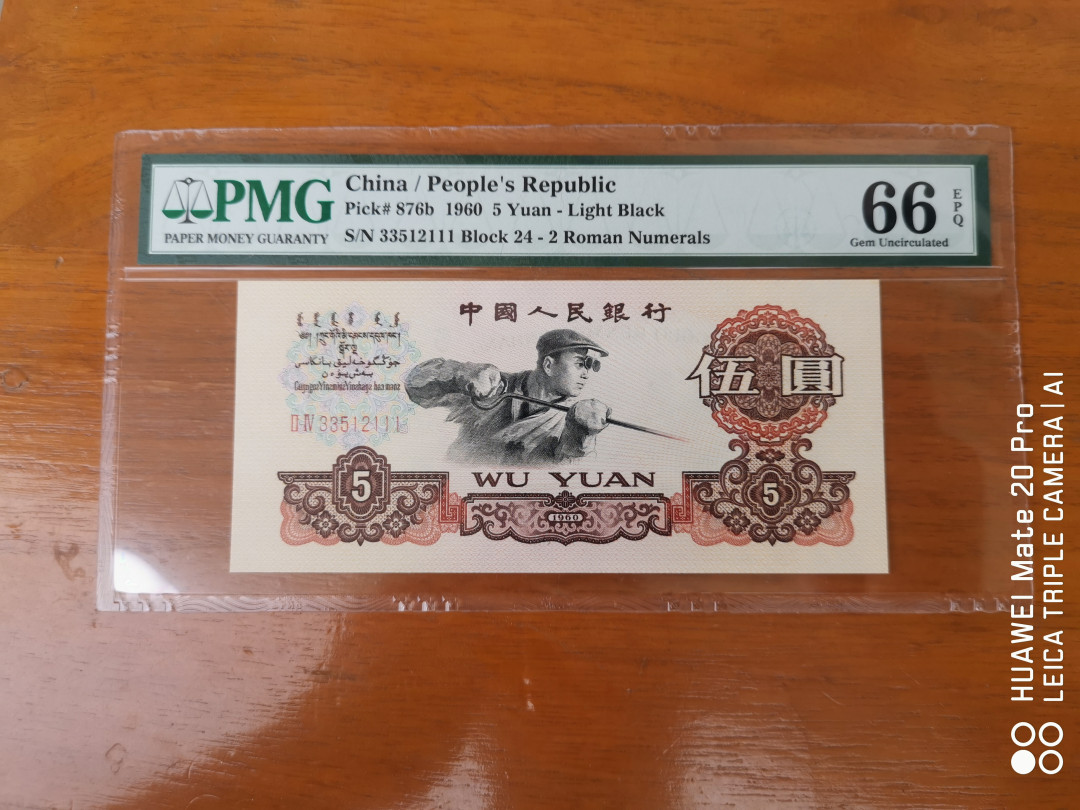 PMG
PAPER MONEY GUARANTY
China / People's Republic
Pick# 876b 1960 5 Yuan - Light Black
S/N 33512111 Block 24 - 2 Roman Numerals
66 EPQ
Gem Uncirculated
中國人民銀行
伍圓
II IV 33512111
WU YUAN
5
1960
5
HUAWEI Mate 20 Pro
LEICA TRIPLE CAMERA | AI